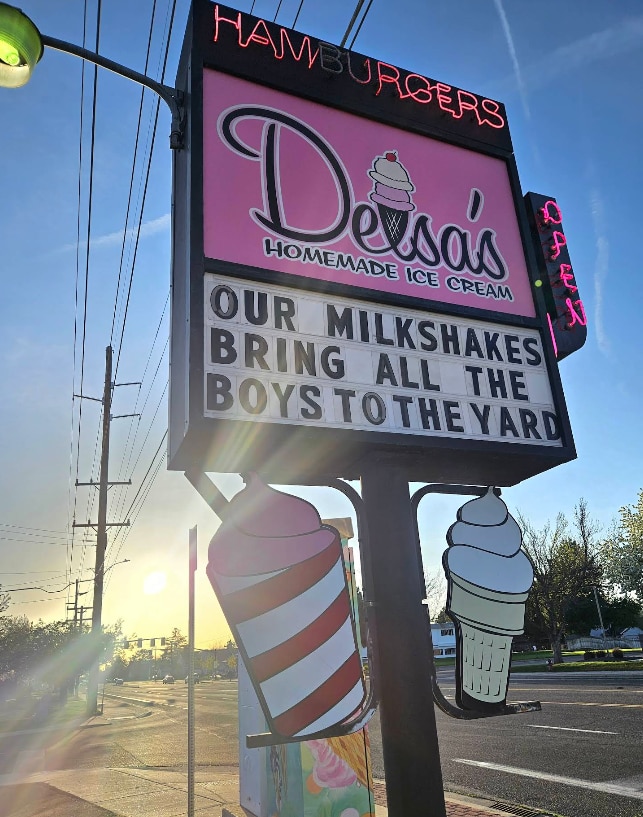 HAMBURGERS
Delsa's
HOMEMADE ICE CREAM
OPEN
OUR MILKSHAKES
BRING ALL THE
BOYS TO THE YARD